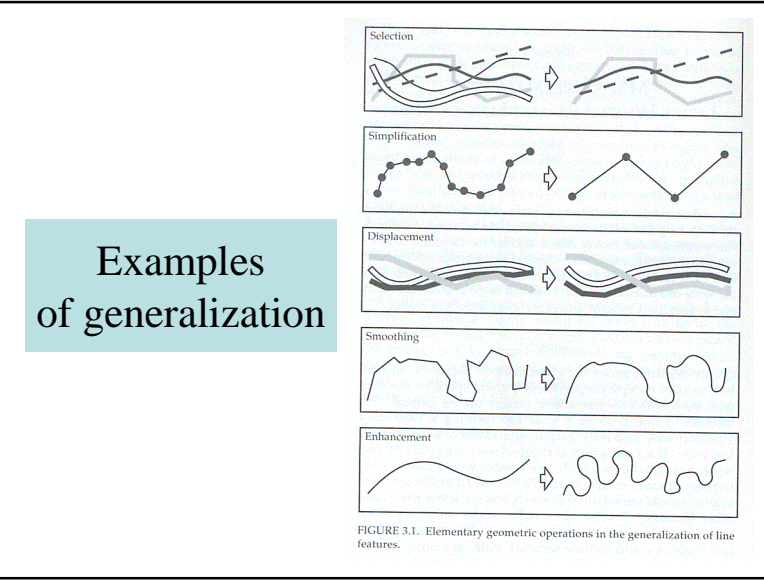 Examples
of generalization
Selection
Simplification
Displacement
Smoothing
Enhancement
FIGURE 3.1. Elementary geometric operations in the generalization of line
features.